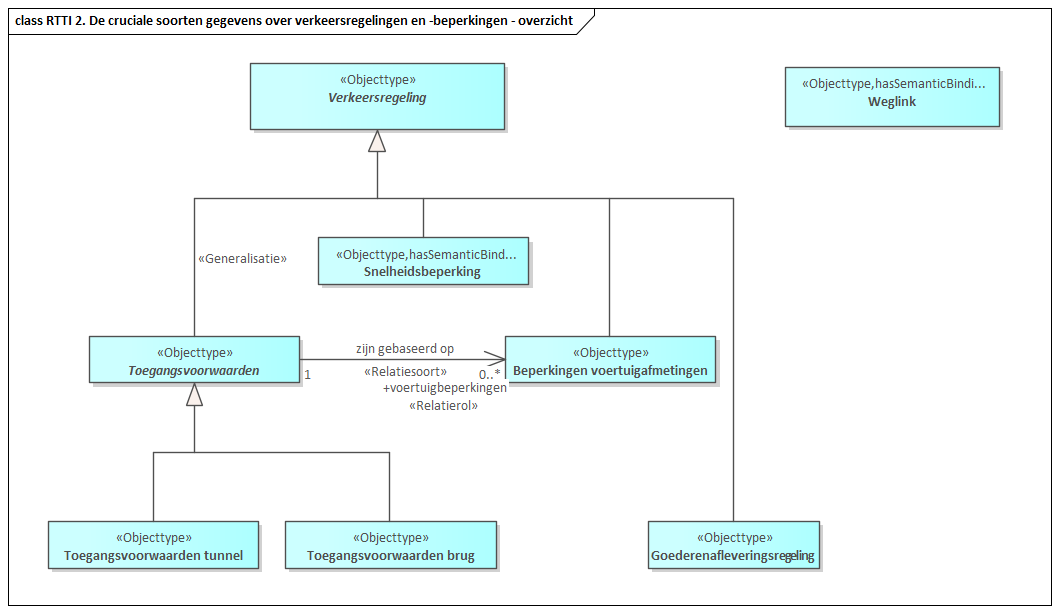 class RTTI 2. De cruciale soorten gegevens over verkeersregelingen en -beperkingen - overzicht
«Objecttype»
Verkeersregeling
«Objecttype,hasSemanticBindi...
Weglink
«Generalisatie»
«Objecttype,hasSemanticBind...
Snelheidsbeperking
«Objecttype»
Toegangsvoorwaarden
zijn gebaseerd op
1
«Relatiesoort»
0..*
+voertuigbeperkingen
«Relatierol»
«Objecttype»
Beperkingen voertuigafmetingen
«Objecttype»
Toegangsvoorwaarden tunnel
«Objecttype»
Toegangsvoorwaarden brug
«Objecttype»
Goederenafleveringsregeling